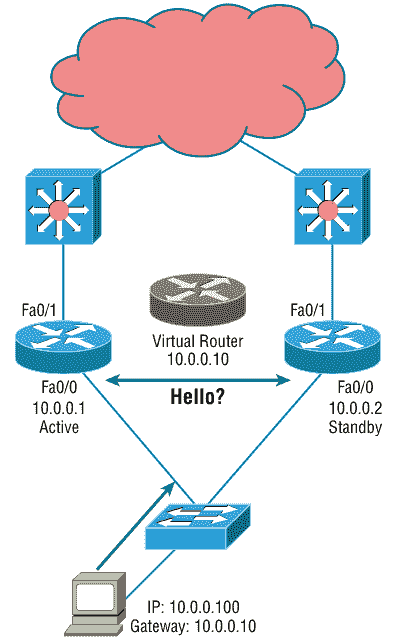 Fa0/1
Fa0/1
Virtual Router
10.0.0.10
Hello?
Fa0/0
10.0.0.1
Active
Fa0/0
10.0.0.2
Standby
IP: 10.0.0.100
Gateway: 10.0.0.10